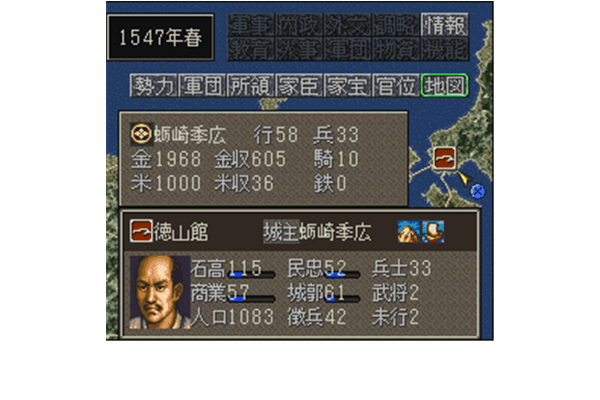 1547年春
軍事 内政 外交 調略 情報
教育 人事 軍団 物資 機能
勢力 軍団 所領 家臣 家宝 官位 地図
蛎崎季広 行58 兵33
金1968 金収605 騎10
米1000 米収36 鉄0
徳山館 城主 蛎崎季広
石高115 民忠52 兵士33
商業57 城郭61 武将2
人口1083 徴兵42 未行2